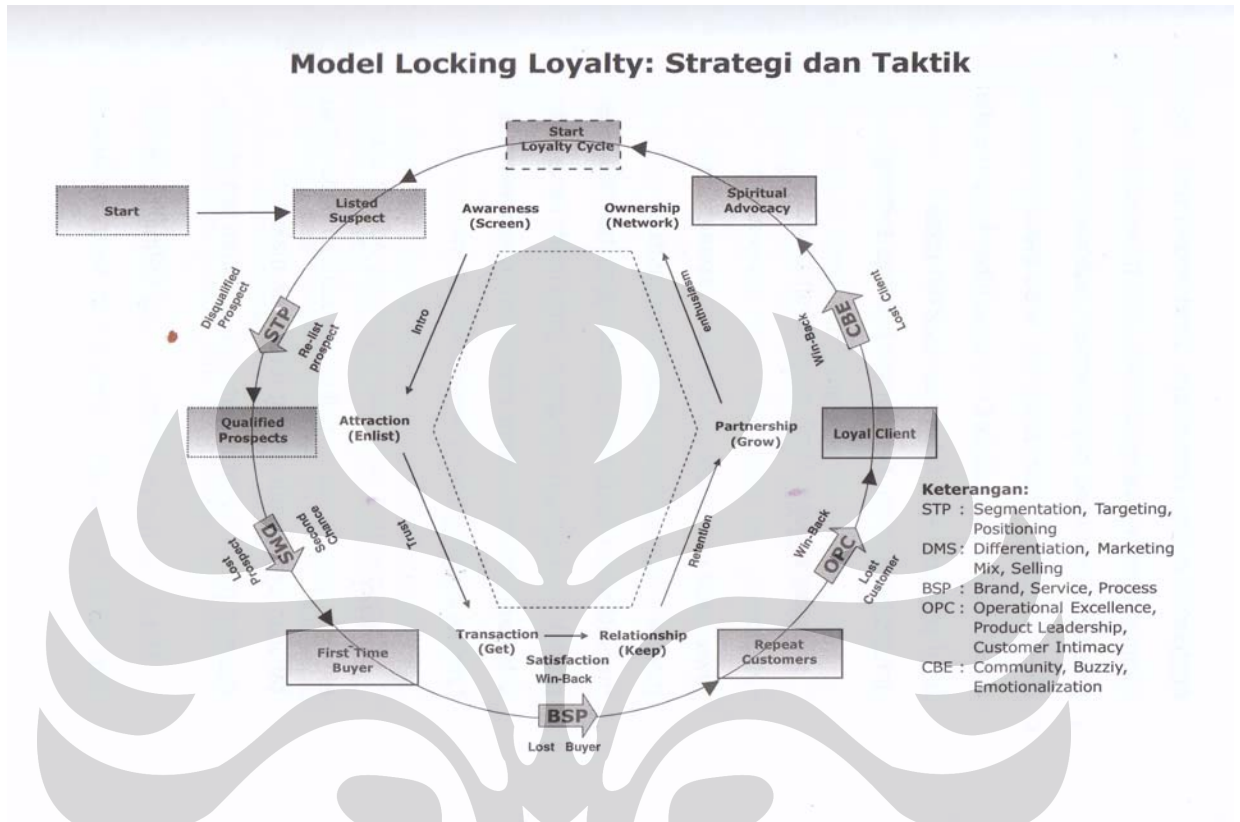 Model Locking Loyalty: Strategi dan Taktik
Start
Loyalty Cycle
Start
Listed
Suspect
Awareness
(Screen)
Ownership
(Network)
Spiritual
Advocacy
Disqualified
Prospect
STP
Re-list
prospect
Intro
enthusiasm
Win-Back
CBE
Lost Client
Qualified
Prospects
Attraction
(Enlist)
Partnership
(Grow)
Loyal Client
Lost
Prospect
DMS
Second
Chance
Trust
Retention
Win-Back
OPC
Lost
Customer
First Time
Buyer
Transaction
(Get)
Relationship
(Keep)
Satisfaction
Win-Back
BSP
Lost Buyer
Repeat
Customers
Keterangan:
STP : Segmentation, Targeting,
Positioning
DMS : Differentiation, Marketing
Mix, Selling
BSP : Brand, Service, Process
OPC : Operational Excellence,
Product Leadership,
Customer Intimacy
CBE : Community, Buzziy,
Emotionalization